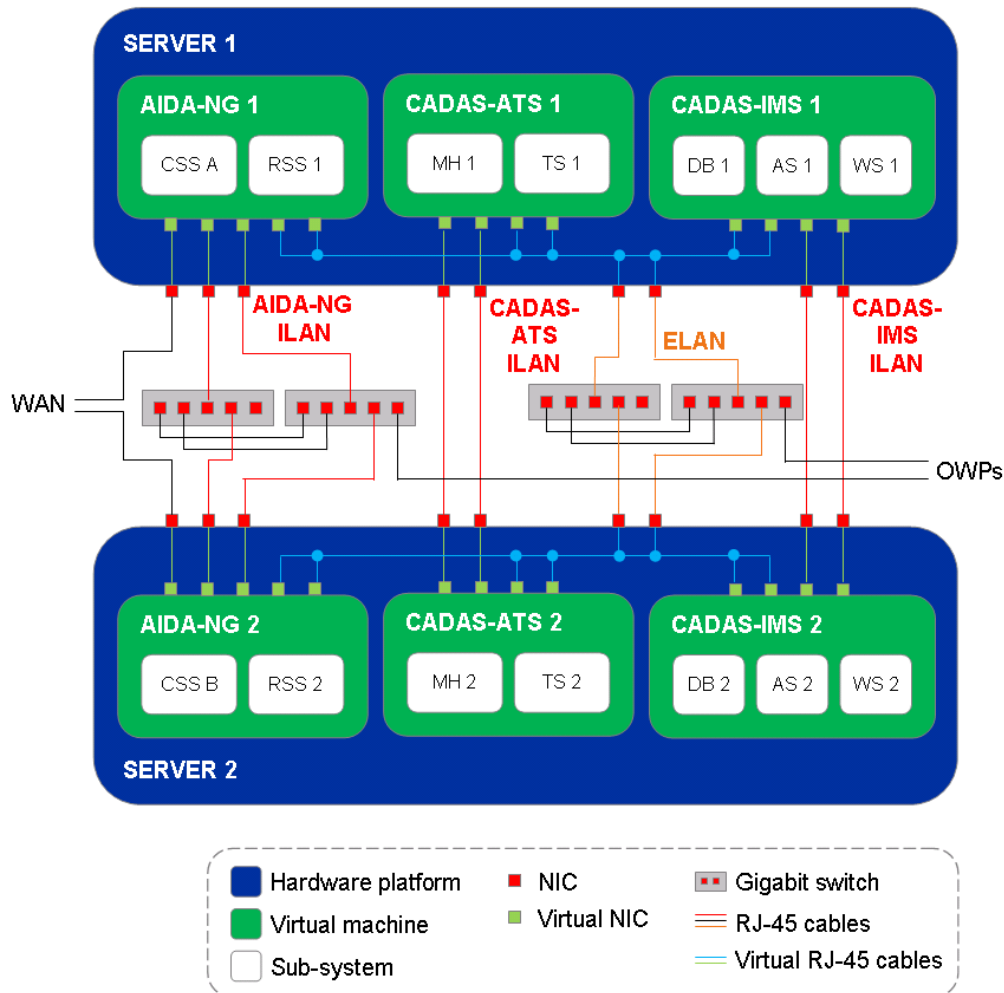 SERVER 1
AIDA-NG 1
CADAS-ATS 1
CADAS-IMS 1
CSS A
RSS 1
MH 1
TS 1
DB 1
AS 1
WS 1
AIDA-NG
ILAN
CADAS-
ATS
ILAN
ELAN
CADAS-
IMS
ILAN
WAN
OWPs
AIDA-NG 2
CADAS-ATS 2
CADAS-IMS 2
CSS B
RSS 2
MH 2
TS 2
DB 2
AS 2
WS 2
SERVER 2
Hardware platform
NIC
Gigabit switch
Virtual machine
Virtual NIC
RJ-45 cables
Sub-system
Virtual RJ-45 cables